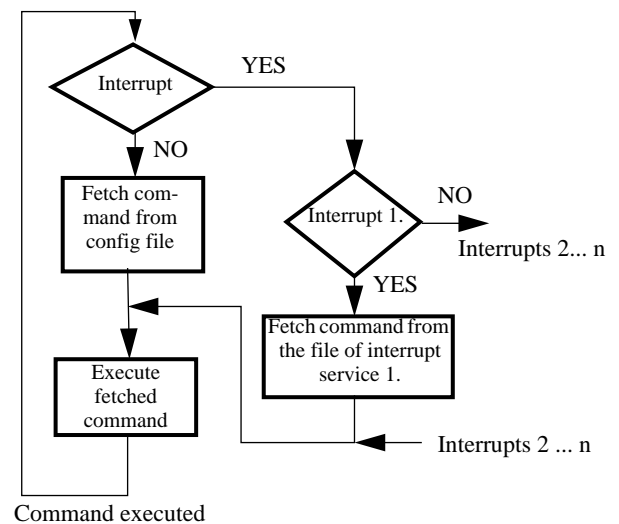 Interrupt
YES
NO
Fetch com-
mand from
config file
Interrupt 1.
NO
Interrupts 2... n
YES
Fetch command from
the file of interrupt
service 1.
Execute
fetched
command
Interrupts 2 ... n
Command executed